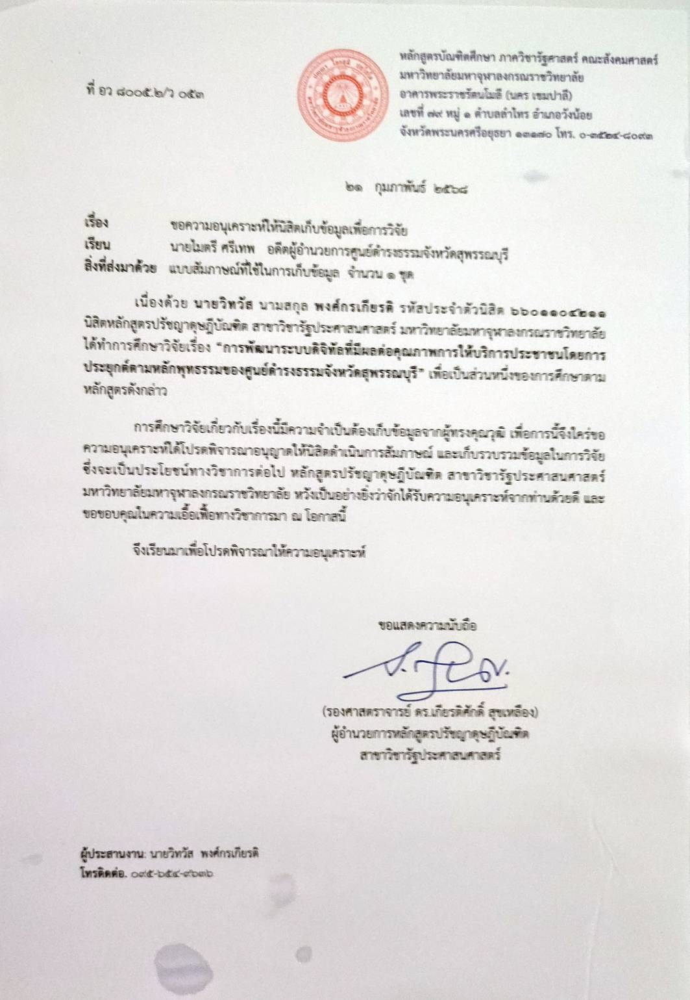 ที่ อว ๘๐๐๕.๒/ว ๐๕๓
หลักสูตรบัณฑิตศึกษา ภาควิชารัฐศาสตร์ คณะสังคมศาสตร์
มหาวิทยาลัยมหาจุฬาลงกรณราชวิทยาลัย
อาคารพระราชรัตนโมลี (นคร เขมปาลี)
เลขที่ ๗๙ หมู่ ๑ ตำบลลำไทร อำเภอวังน้อย
จังหวัดพระนครศรีอยุธยา ๑๓๑๗๐ โทร. ๐-๓๕๒๔-๘๐๙๓
๒๑ กุมภาพันธ์ ๒๕๖๘
เรื่อง ขอความอนุเคราะห์ให้นิสิตเก็บข้อมูลเพื่อการวิจัย
เรียน นายไมตรี ศรีเทพ อดีตผู้อำนวยการศูนย์ดำรงธรรมจังหวัดสุพรรณบุรี
สิ่งที่ส่งมาด้วย แบบสัมภาษณ์ที่ใช้ในการเก็บข้อมูล จำนวน ๑ ชุด
เนื่องด้วย นายวิทวัส นามสกุล พงศ์กรเกียรติ รหัสประจำตัวนิสิต ๖๖๐๑๑๐๔๒๑๑
นิสิตหลักสูตรปรัชญาดุษฎีบัณฑิต สาขาวิชารัฐประศาสนศาสตร์ มหาวิทยาลัยมหาจุฬาลงกรณราชวิทยาลัย
ได้ทำการศึกษาวิจัยเรื่อง “การพัฒนาระบบดิจิทัลที่มีผลต่อคุณภาพการให้บริการประชาชนโดยการ
ประยุกต์ตามหลักพุทธรรมของศูนย์ดำรงธรรมจังหวัดสุพรรณบุรี” เพื่อเป็นส่วนหนึ่งของการศึกษาตาม
หลักสูตรดังกล่าว
การศึกษาวิจัยเกี่ยวกับเรื่องนี้มีความจำเป็นต้องเก็บข้อมูลจากผู้ทรงคุณวุฒิ เพื่อการนี้จึงใคร่ขอ
ความอนุเคราะห์ได้โปรดพิจารณาอนุญาตให้นิสิตดำเนินการสัมภาษณ์ และเก็บรวบรวมข้อมูลในการวิจัย
ซึ่งจะเป็นประโยชน์ทางวิชาการต่อไป หลักสูตรปรัชญาดุษฎีบัณฑิต สาขาวิชารัฐประศาสนศาสตร์
มหาวิทยาลัยมหาจุฬาลงกรณราชวิทยาลัย หวังเป็นอย่างยิ่งว่าจักได้รับความอนุเคราะห์จากท่านด้วยดี และ
ขอขอบคุณในความเอื้อเฟื้อทางวิชาการมา ณ โอกาสนี้
จึงเรียนมาเพื่อโปรดพิจารณาให้ความอนุเคราะห์
ขอแสดงความนับถือ
(รองศาสตราจารย์ ดร.เกียรติศักดิ์ สุขเหลือง)
ผู้อำนวยการหลักสูตรปรัชญาดุษฎีบัณฑิต
สาขาวิชารัฐประศาสนศาสตร์
ผู้ประสานงาน: นายวิทวัส พงศ์กรเกียรติ
โทรติดต่อ. ๐๙๕-๖๕๔-๙๖๓๖